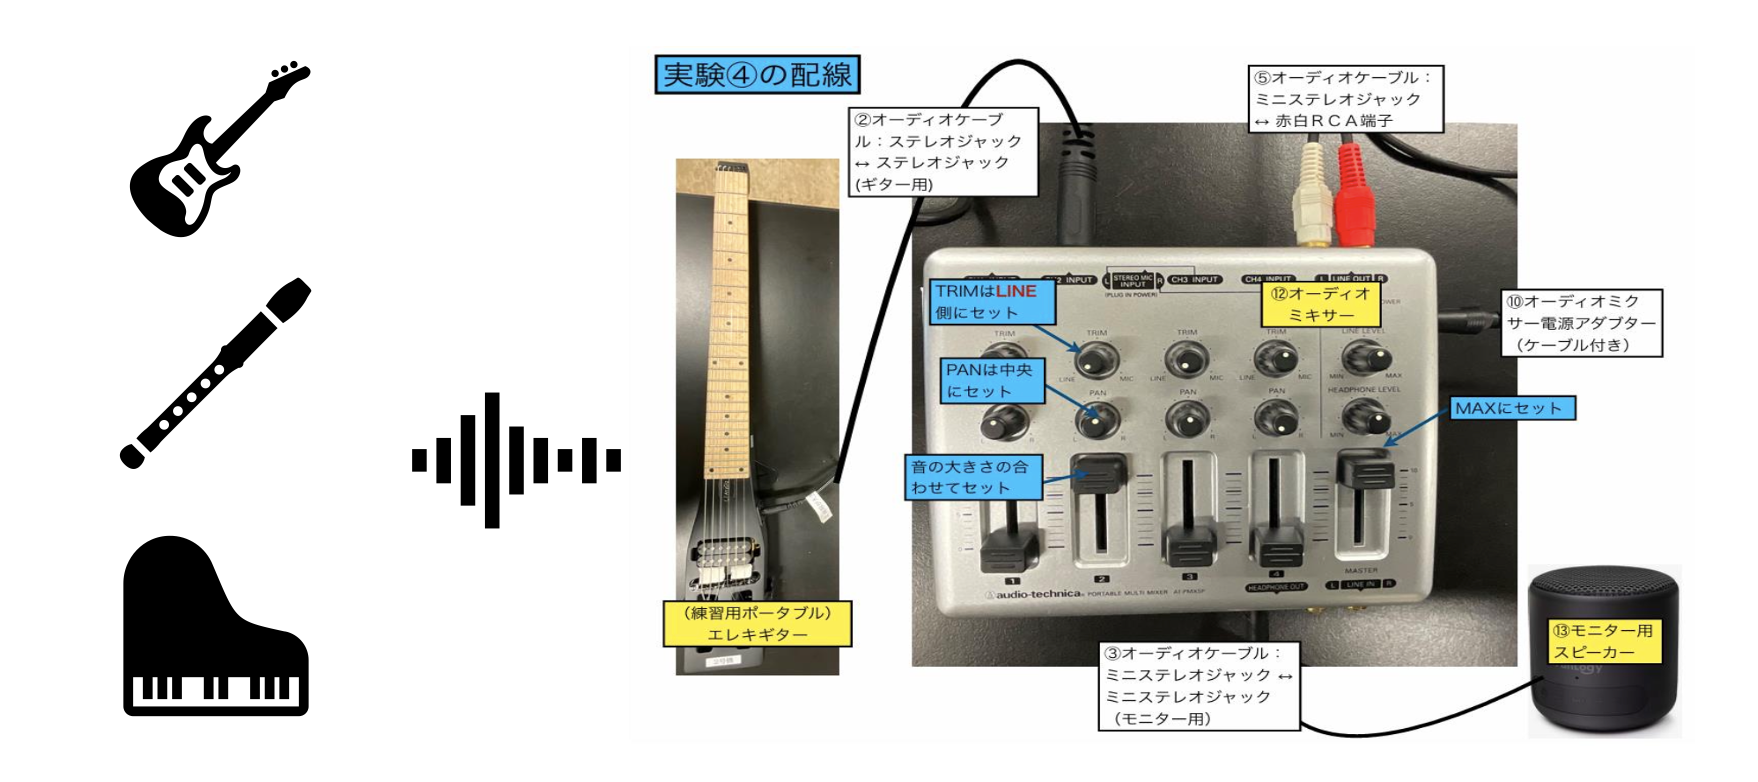 実験④の配線
②オーディオケーブ
ル：ステレオジャック
↔ ステレオジャック
(ギター用)
⑤オーディオケーブル：
ミニステレオジャック
↔ 赤白ＲＣＡ端子
INPUT
STEREO MIC
INPUT
(PLUG IN POWER)
L
R
CH3 INPUT
CH4 INPUT
L LINE OUT R
TRIMはLINE
側にセット
⑫オーディオ
ミキサー
⑩オーディオミク
サー電源アダプター
（ケーブル付き）
TRIM
TRIM
TRIM
TRIM
LINE LEVEL
LINE
MIC
LINE
MIC
LINE
MIC
MIN
MAX
PANは中央
にセット
PAN
PAN
PAN
HEADPHONE LEVEL
L
R
L
R
L
R
MIN
MAX
MAXにセット
音の大きさの合
わせてセット
1
2
3
4
MASTER
HEADPHONE OUT
L LINE IN R
audio-technica PORTABLE MULTI MIXER AT-PMX5P
（練習用ポータブル）
エレキギター
③オーディオケーブル：
ミニステレオジャック ↔
ミニステレオジャック
（モニター用）
⑬モニター用
スピーカー